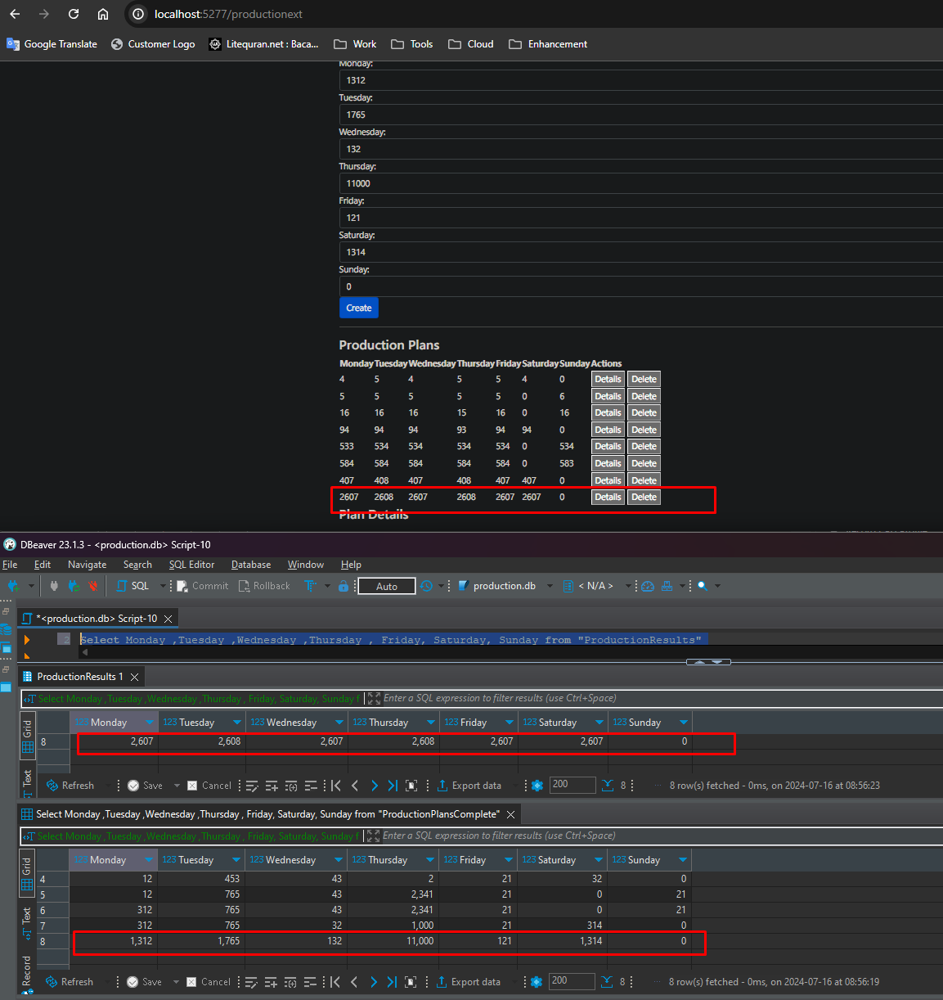 localhost:5277/productionext
Google Translate Customer Logo Litequran.net : Baca... Work Tools Cloud Enhancement
Monday:
1312
Tuesday:
1765
Wednesday:
132
Thursday:
11000
Friday:
121
Saturday:
1314
Sunday:
0
Create
Production Plans
Monday Tuesday Wednesday Thursday Friday Saturday Sunday Actions
4 5 4 5 5 4 0 Details Delete
5 5 5 5 5 0 6 Details Delete
16 16 16 15 16 0 16 Details Delete
94 94 94 93 94 94 0 Details Delete
533 534 534 534 534 0 534 Details Delete
584 584 584 584 584 0 583 Details Delete
407 408 407 408 407 407 0 Details Delete
2607 2608 2607 2608 2607 2607 0 Details Delete
Plan Details
DBeaver 23.1.3 - <production.db> Script-10
File Edit Navigate Search SQL Editor Database Window Help
SQL Commit Rollback Auto production.db < N/A >
*<production.db> Script-10
2 Select Monday ,Tuesday ,Wednesday ,Thursday , Friday, Saturday, Sunday from "ProductionResults"
ProductionResults 1
Select Monday ,Tuesday ,Wednesday ,Thursday , Friday, Saturday, Sunday f Enter a SQL expression to filter results (use Ctrl+Space)
Grid 123 Monday 123 Tuesday 123 Wednesday 123 Thursday 123 Friday 123 Saturday 123 Sunday
8 2,607 2,608 2,607 2,608 2,607 2,607 0
Text
Refresh Save Cancel Export data 200 8 8 row(s) fetched - 0ms, on 2024-07-16 at 08:56:23
Select Monday ,Tuesday ,Wednesday ,Thursday , Friday, Saturday, Sunday from "ProductionPlansComplete"
Select Monday ,Tuesday ,Wednesday ,Thursday , Friday, Saturday, Sunday f Enter a SQL expression to filter results (use Ctrl+Space)
Grid 123 Monday 123 Tuesday 123 Wednesday 123 Thursday 123 Friday 123 Saturday 123 Sunday
4 12 453 43 2 21 32 0
5 12 765 43 2,341 21 0 21
Text
6 312 765 43 2,341 21 0 21
7 312 765 32 1,000 21 314 0
8 1,312 1,765 132 11,000 121 1,314 0
Record
Refresh Save Cancel Export data 200 8 8 row(s) fetched - 0ms, on 2024-07-16 at 08:56:19